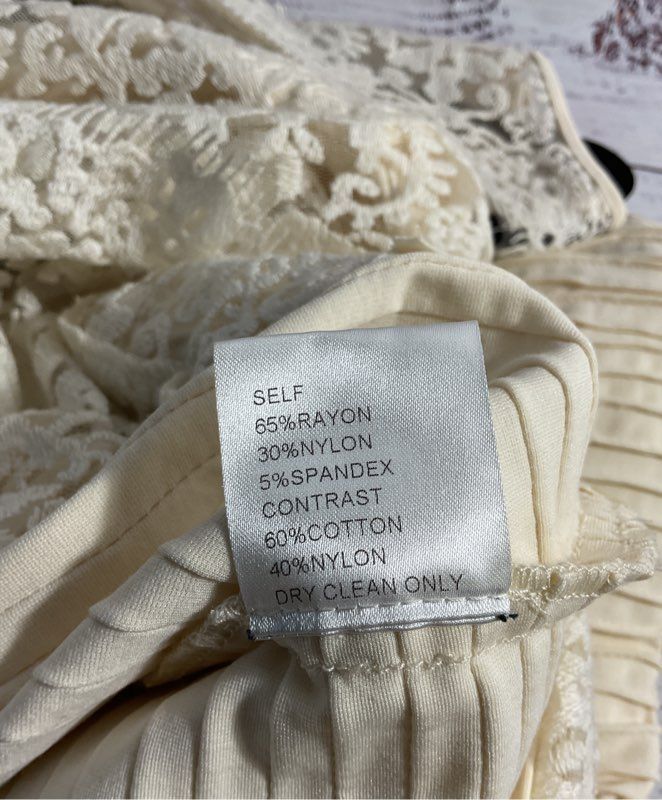 SELF
65%RAYON
30%NYLON
5%SPANDEX
CONTRAST
60%COTTON
40%NYLON
DRY CLEAN ONLY